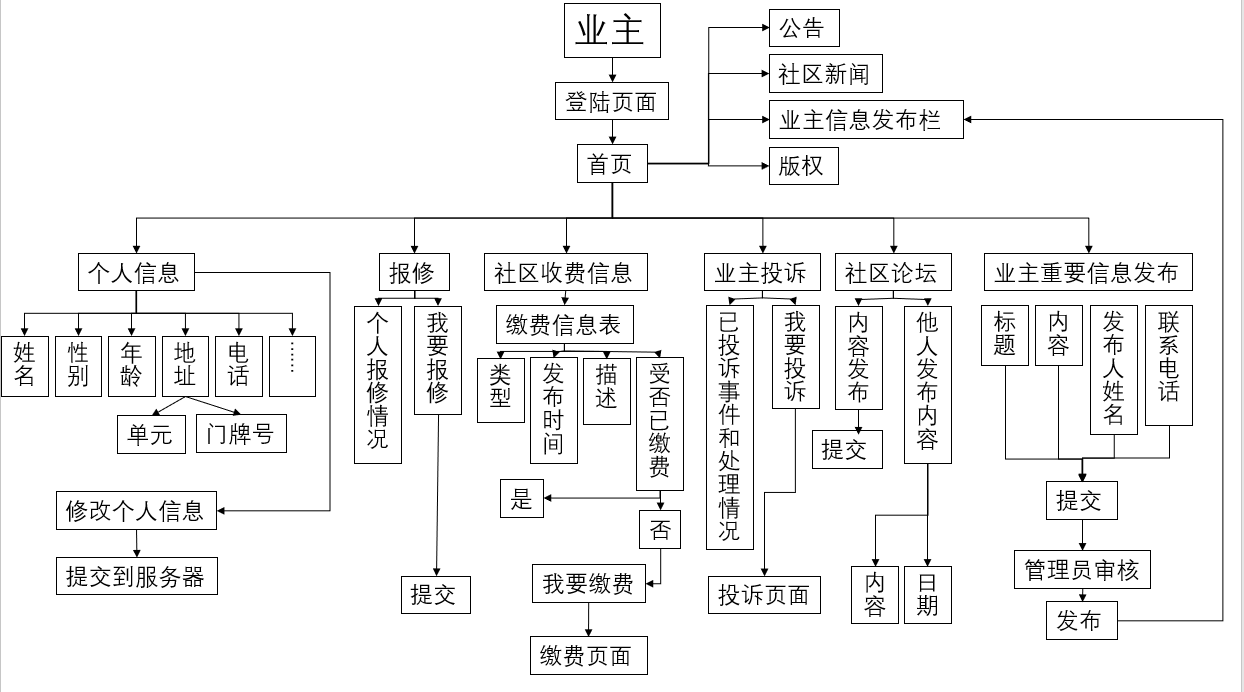 业主
公告
社区新闻
登陆页面
业主信息发布栏
首页
版权
个人信息
报修
社区收费信息
业主投诉
社区论坛
业主重要信息发布
姓名
性别
年龄
地址
电话
......
单元
门牌号
修改个人信息
提交到服务器
个人报修情况
我要报修
提交
缴费信息表
类型
发布时间
描述
受否已缴费
是
否
我要缴费
缴费页面
已投诉事件和处理情况
我要投诉
投诉页面
内容发布
他人发布内容
提交
内容
日期
标题
内容
发布人姓名
联系电话
提交
管理员审核
发布